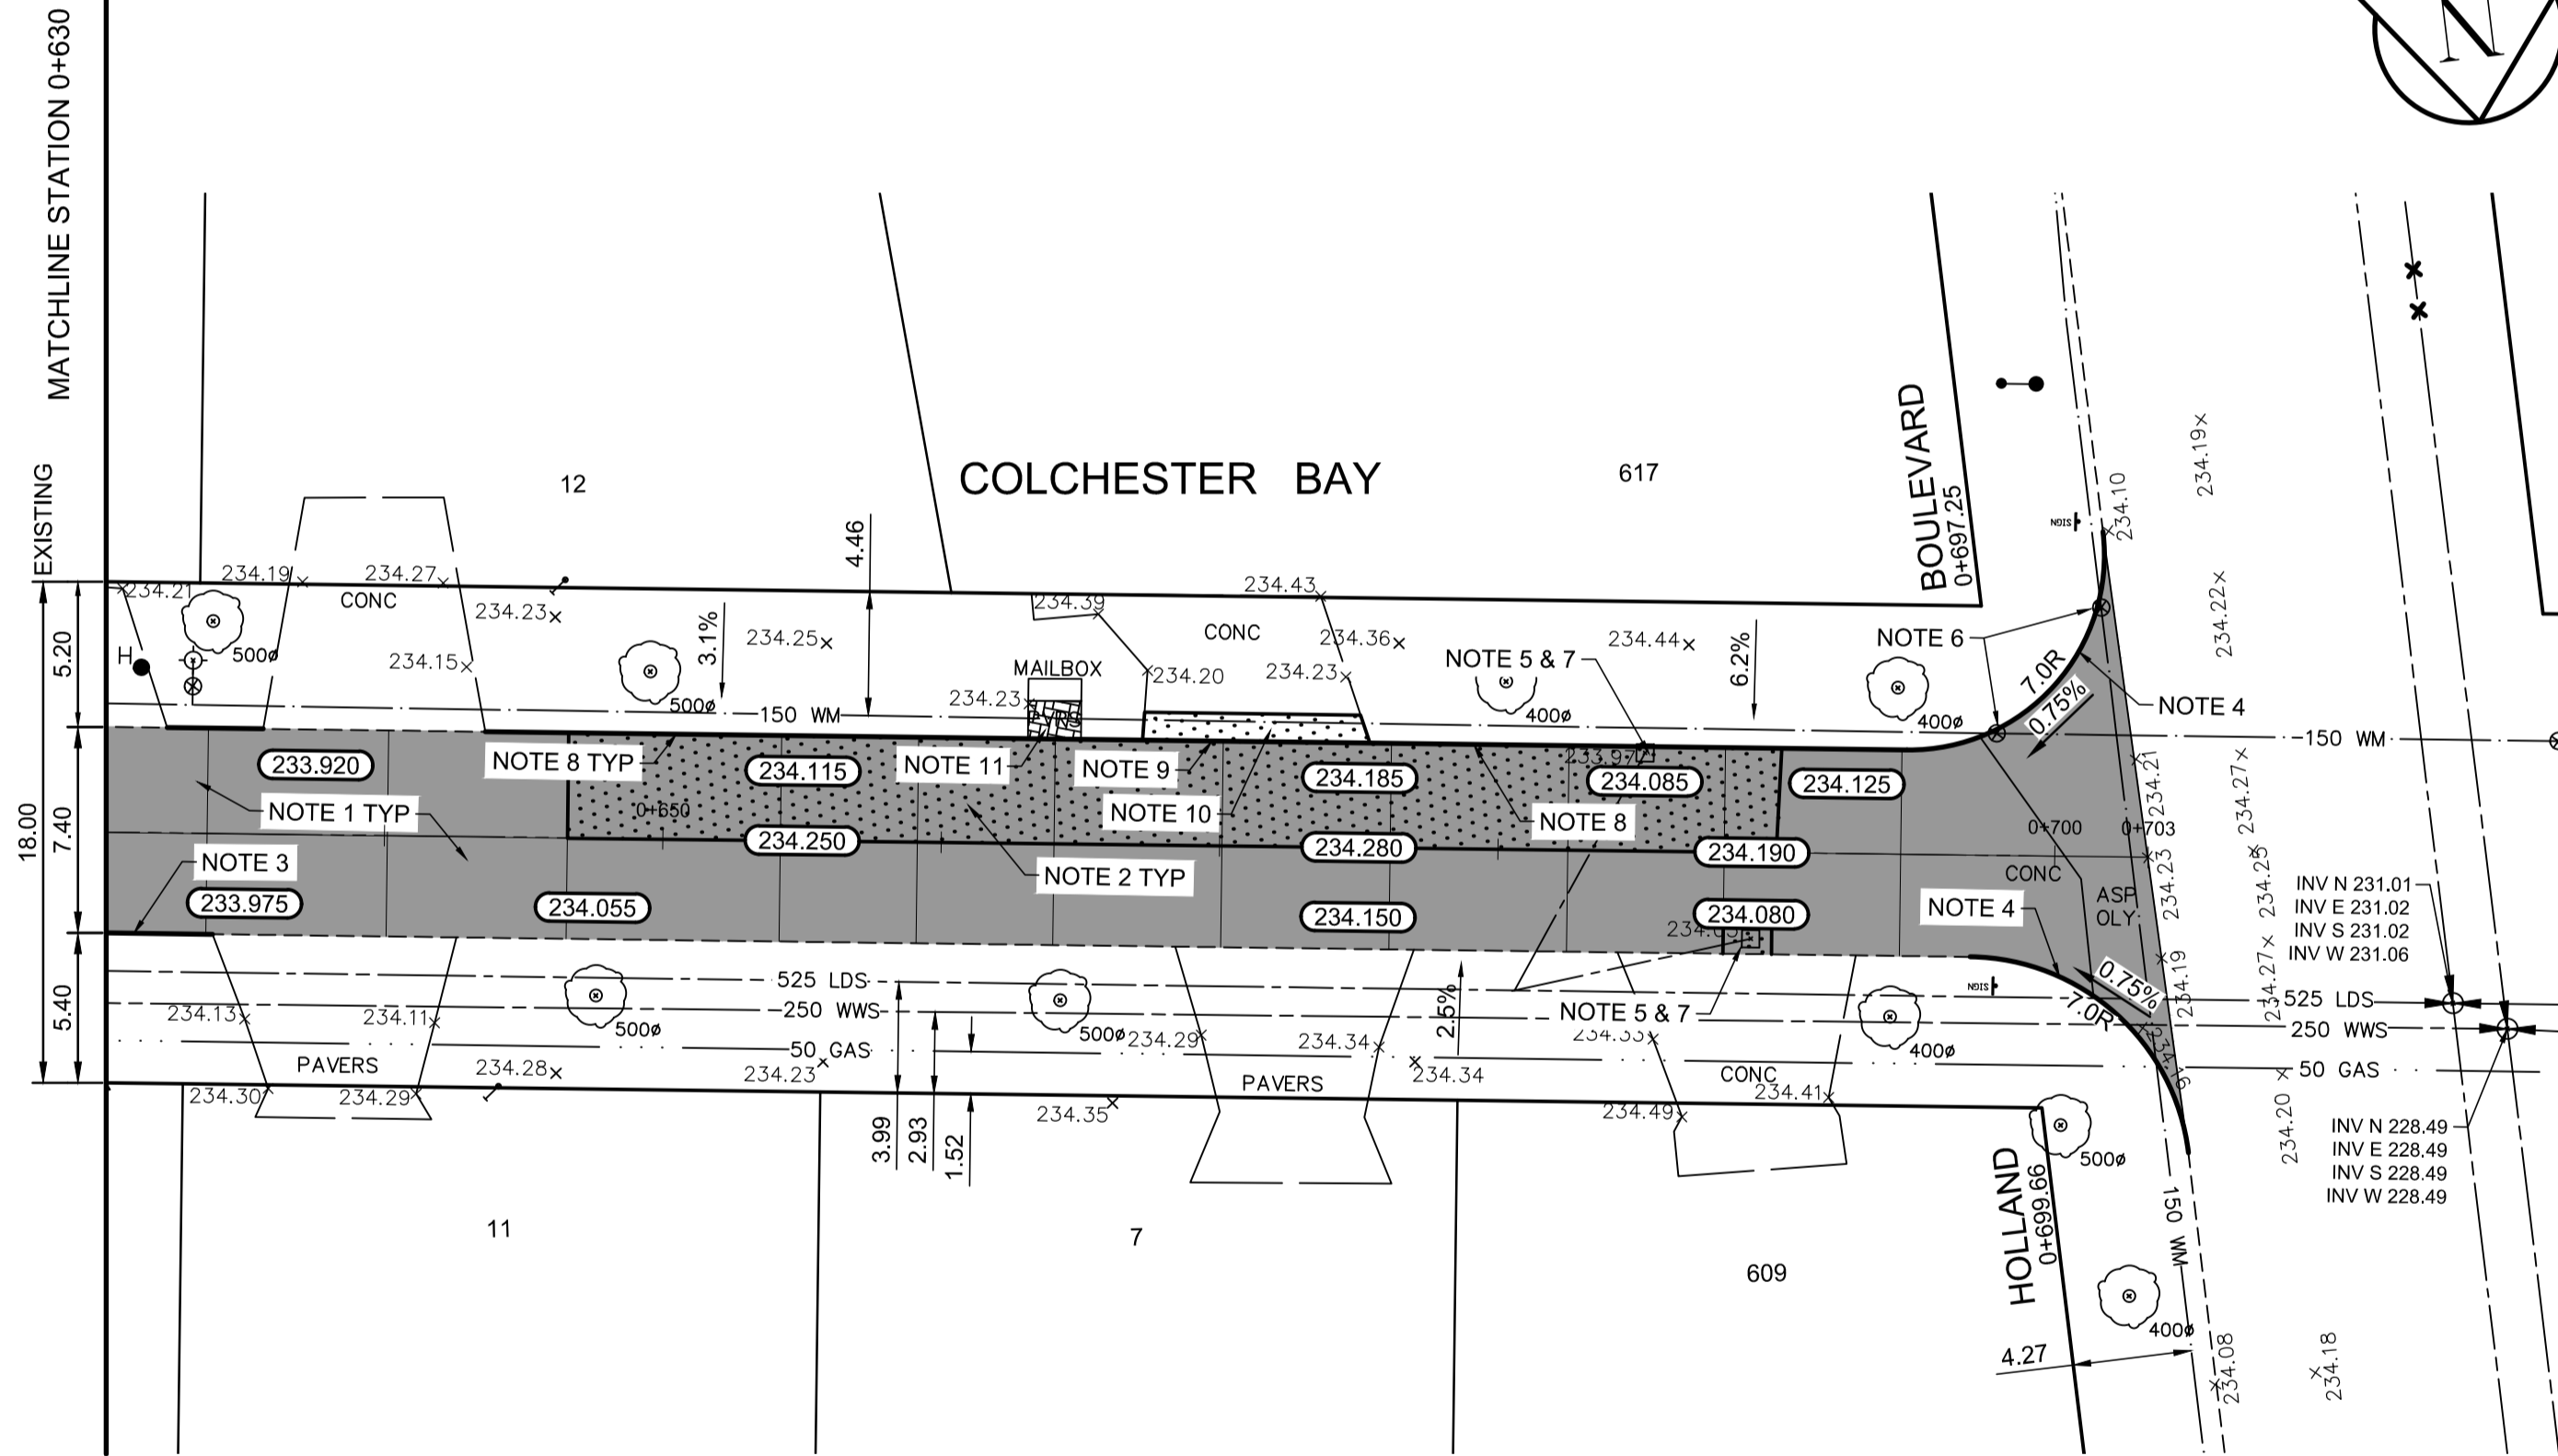 MATCHLINE STATION 0+630
N
EXISTING
12
COLCHESTER BAY
617
BOULEVARD
0+697.25
SIGN
234.10
234.19
4.46
234.21
234.19
234.27
CONC
234.23
500ø
H
234.15
3.1%
234.25
500ø
150 WM
234.39
234.43
CONC
234.36
MAILBOX
234.20
234.23
234.23
PVRS
NOTE 5 & 7
234.44
6.2%
400ø
NOTE 6
400ø
7.0R
0.75%
NOTE 4
234.22
150 WM
5.20
18.00
7.40
5.40
233.920
NOTE 8 TYP
234.115
NOTE 11
NOTE 9
234.185
233.97
234.085
234.125
NOTE 1 TYP
0+650
NOTE 10
NOTE 8
234.250
234.280
234.190
0+700
0+703
234.21
234.27
NOTE 3
NOTE 2 TYP
CONC
ASP
OLY
234.23
234.25
233.975
234.055
234.150
234.080
NOTE 4
INV N 231.01
INV E 231.02
INV S 231.02
INV W 231.06
525 LDS
250 WWS
50 GAS
234.13
234.11
500ø
500ø
234.29
234.34
2.5%
NOTE 5 & 7
SIGN
0.75%
7.0R
234.19
234.27
525 LDS
250 WWS
50 GAS
234.16
400ø
PAVERS
234.28
234.23
PAVERS
234.34
CONC
234.41
234.30
234.29
234.35
234.49
3.99
2.93
1.52
11
7
609
HOLLAND
0+699.66
500ø
150 WM
234.20
INV N 228.49
INV E 228.49
INV S 228.49
INV W 228.49
400ø
4.27
234.08
234.18